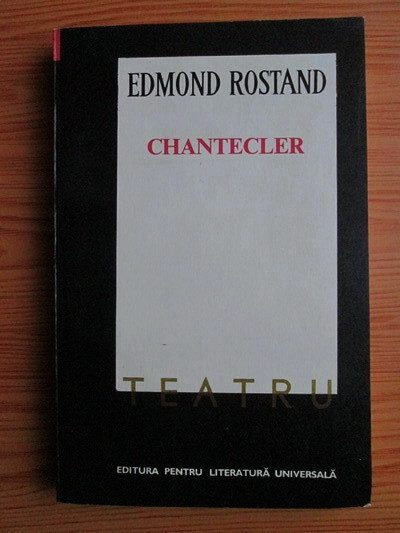 EDMOND ROSTAND
CHANTECLER
TEATRU
EDITURA PENTRU LITERATURĂ UNIVERSALĂ